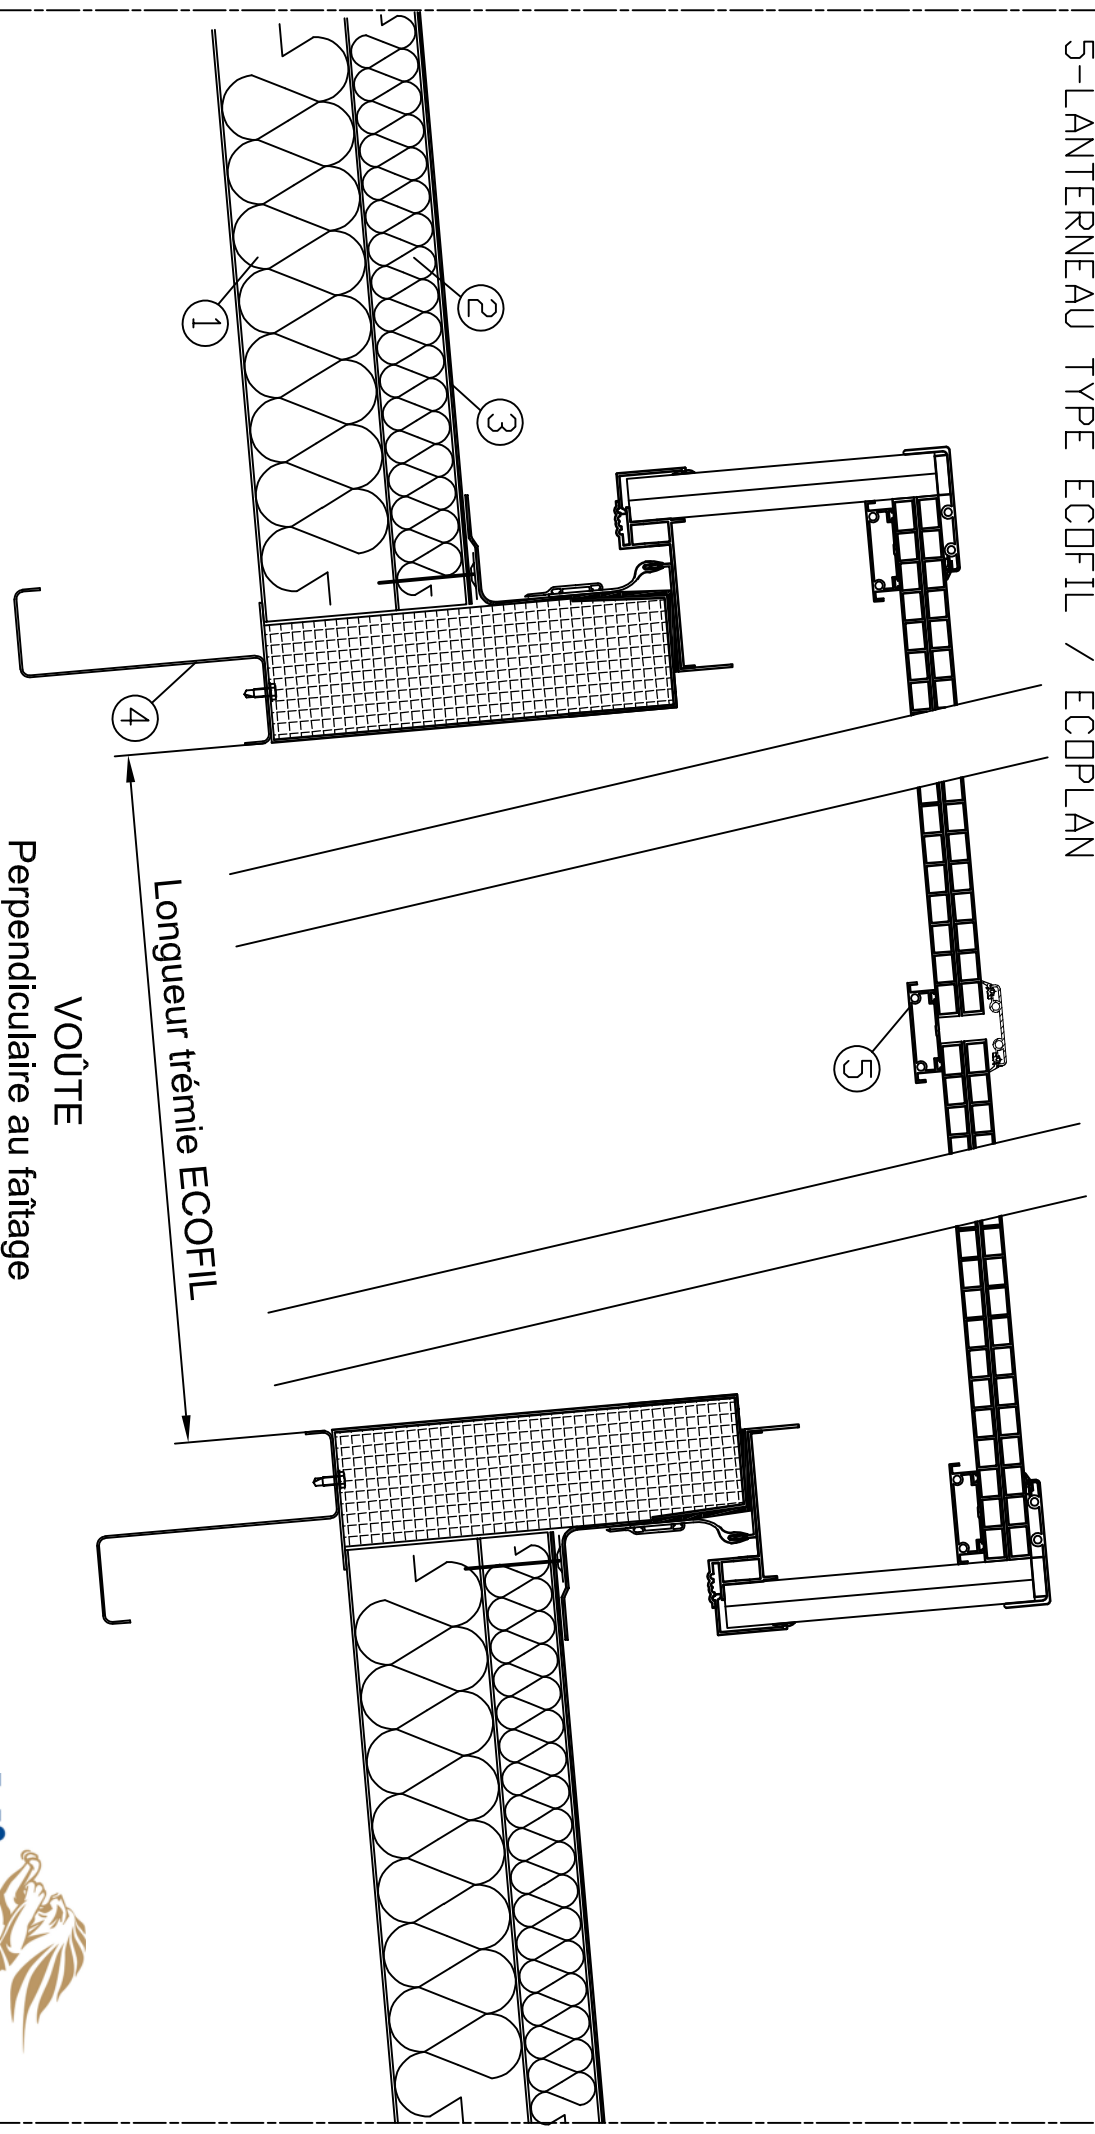 5-LANTERNEAU TYPE ECOFIL / ECOPLAN
2
1
3
4
5
Longueur trémie ECOFIL
VOÛTE
Perpendiculaire au faîtage